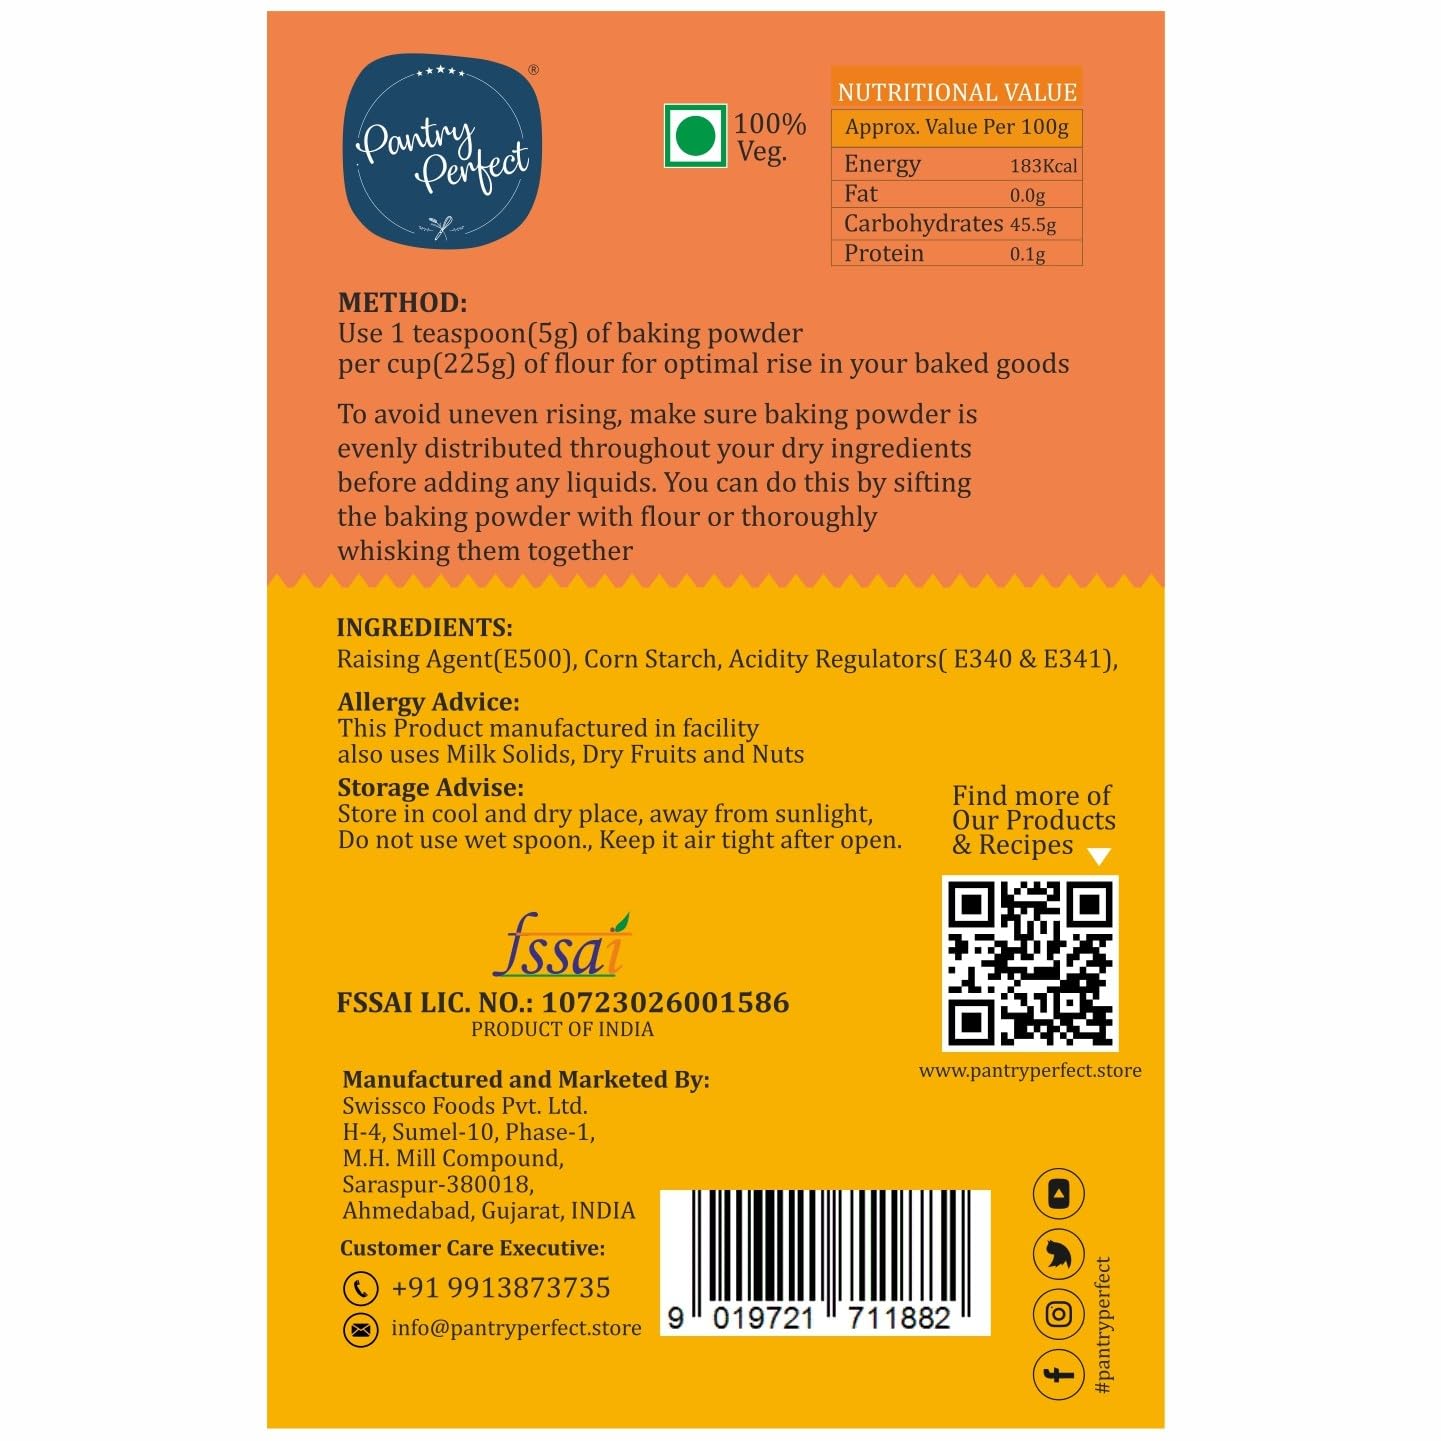 Pantry
Perfect
®
100%
Veg.
NUTRITIONAL VALUE
Approx. Value Per 100g
Energy 183Kcal
Fat 0.0g
Carbohydrates 45.5g
Protein 0.1g
METHOD:
Use 1 teaspoon(5g) of baking powder
per cup(225g) of flour for optimal rise in your baked goods
To avoid uneven rising, make sure baking powder is
evenly distributed throughout your dry ingredients
before adding any liquids. You can do this by sifting
the baking powder with flour or thoroughly
whisking them together
INGREDIENTS:
Raising Agent(E500), Corn Starch, Acidity Regulators( E340 & E341),
Allergy Advice:
This Product manufactured in facility
also uses Milk Solids, Dry Fruits and Nuts
Storage Advise:
Store in cool and dry place, away from sunlight,
Do not use wet spoon., Keep it air tight after open.
Find more of
Our Products
& Recipes
www.pantryperfect.store
fssai
FSSAI LIC. NO.: 10723026001586
PRODUCT OF INDIA
Manufactured and Marketed By:
Swissco Foods Pvt. Ltd.
H-4, Sumel-10, Phase-1,
M.H. Mill Compound,
Saraspur-380018,
Ahmedabad, Gujarat, INDIA
Customer Care Executive:
+91 9913873735
info@pantryperfect.store
9 019721 711882
#pantryperfect